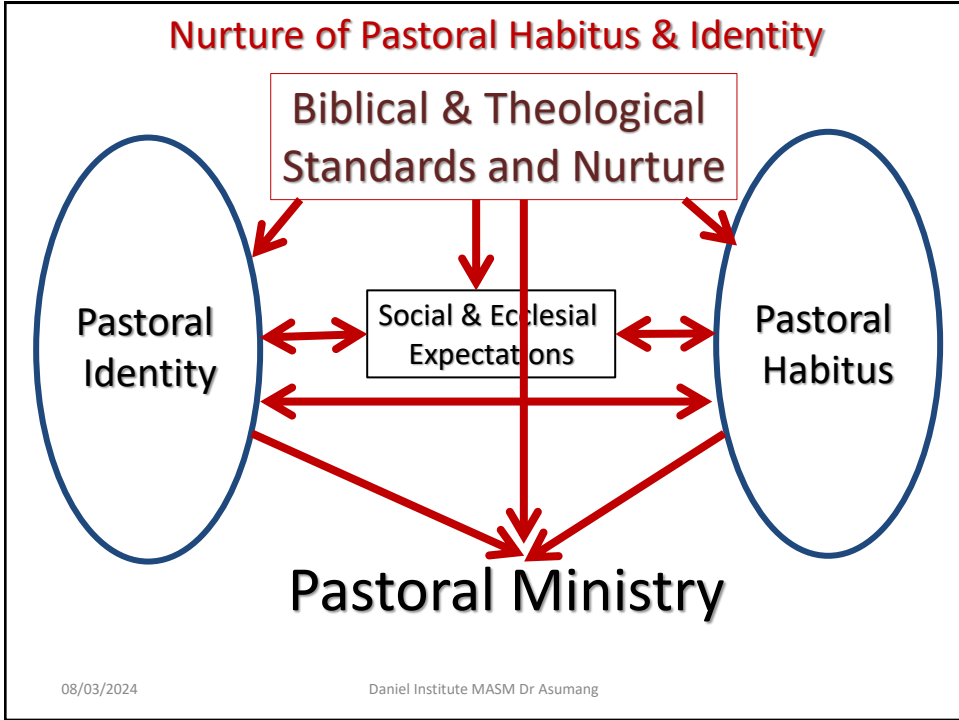 Nurture of Pastoral Habitus & Identity
Biblical & Theological
Standards and Nurture
Pastoral
Identity
Social & Ecclesial
Expectations
Pastoral
Habitus
Pastoral Ministry
08/03/2024
Daniel Institute MASM Dr Asumang